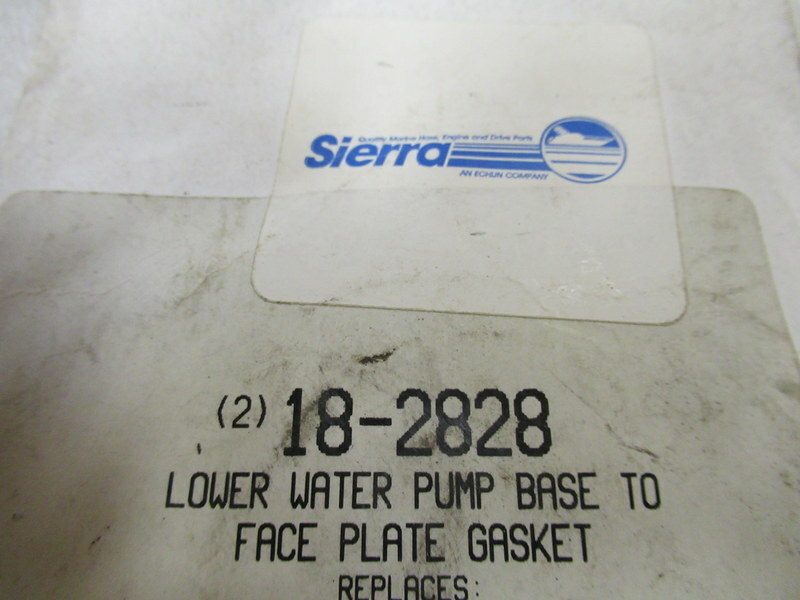 Quality Marine Hose, Engine and Drive Parts
Sierra
AN ECHLIN COMPANY
(2) 18-2828
LOWER WATER PUMP BASE TO
FACE PLATE GASKET
REPLACES: